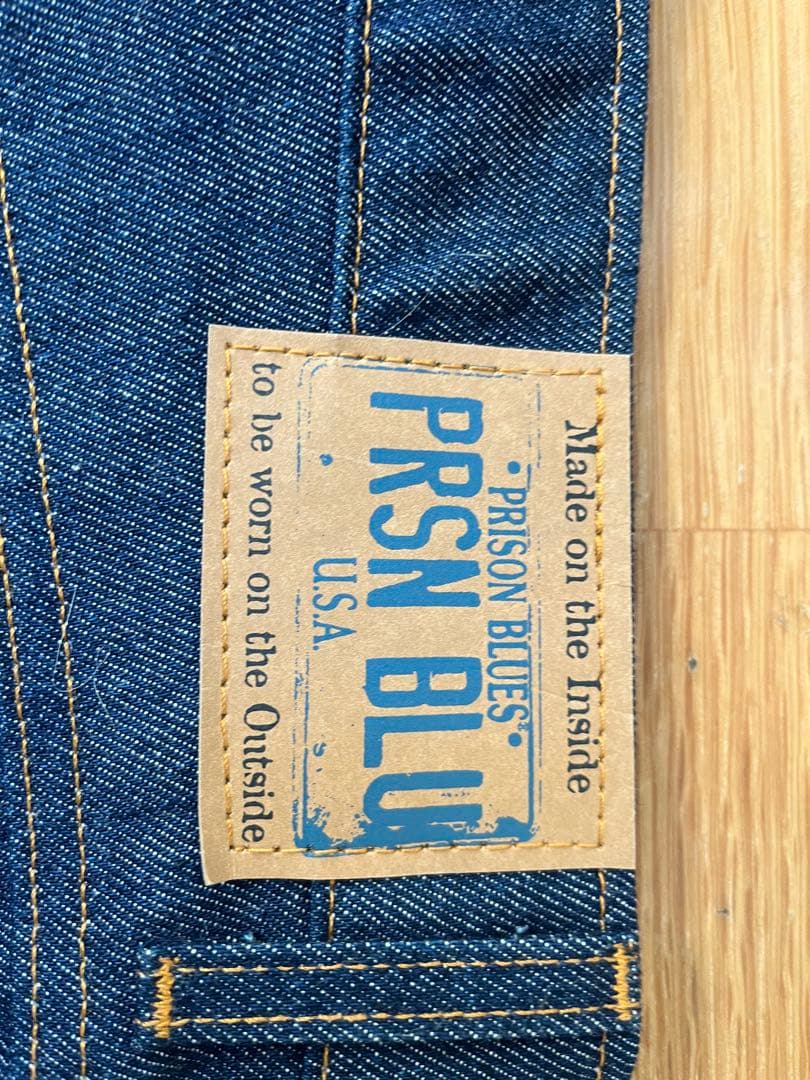 Made on the Inside
•PRISON BLUES®•
PRSN BLU
U.S.A.
to be worn on the Outside.